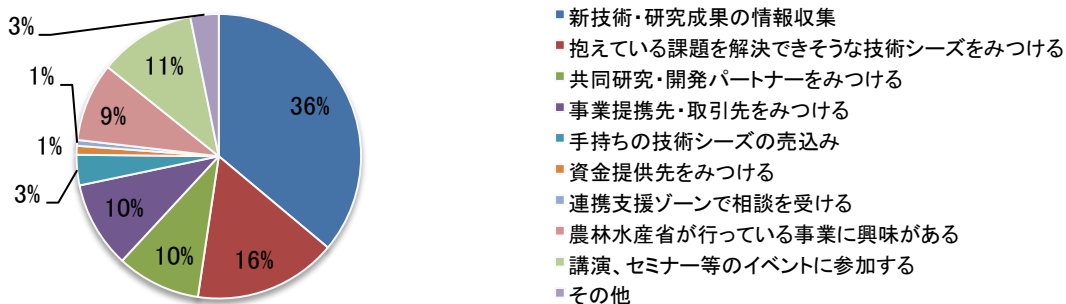 3%
1%
1%
3%
9%
11%
36%
10%
10%
16%
新技術・研究成果の情報収集
抱えている課題を解決できそうな技術シーズをみつける
共同研究・開発パートナーをみつける
事業提携先・取引先をみつける
手持ちの技術シーズの売込み
資金提供先をみつける
連携支援ゾーンで相談を受ける
農林水産省が行っている事業に興味がある
講演、セミナー等のイベントに参加する
その他